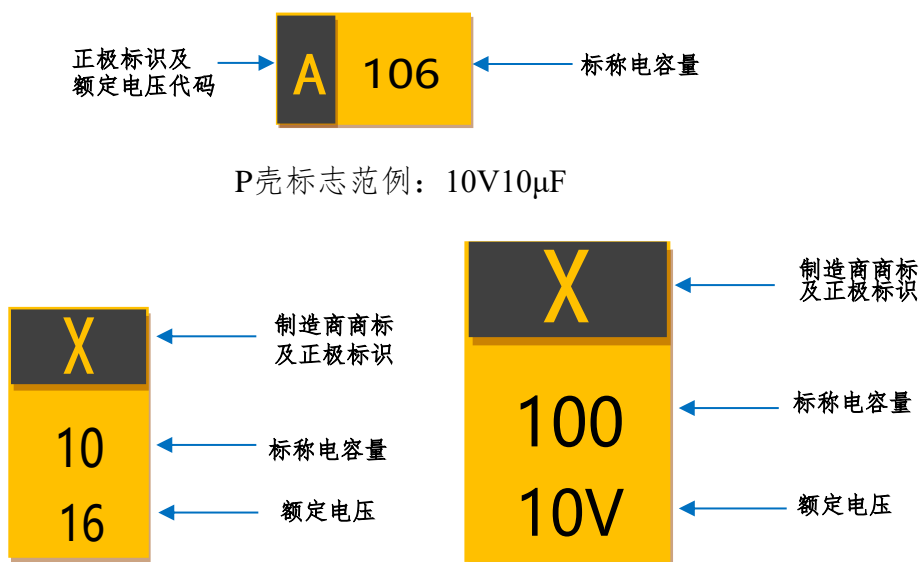 正极标识及
额定电压代码
A
106
标称电容量
P壳标志范例：10V10μF
X
制造商商标
及正极标识
10
标称电容量
16
额定电压
X
制造商商标
及正极标识
100
标称电容量
10V
额定电压